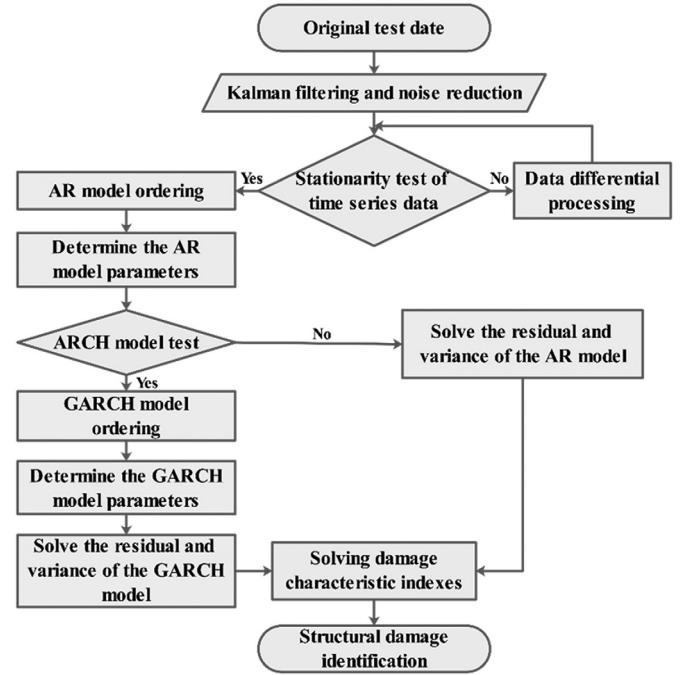 Original test date
Kalman filtering and noise reduction
Stationarity test of
time series data
Yes
No
AR model ordering
Data differential
processing
Determine the AR
model parameters
ARCH model test
No
Solve the residual and
variance of the AR model
Yes
GARCH model
ordering
Determine the GARCH
model parameters
Solve the residual and
variance of the GARCH
model
Solving damage
characteristic indexes
Structural damage
identification